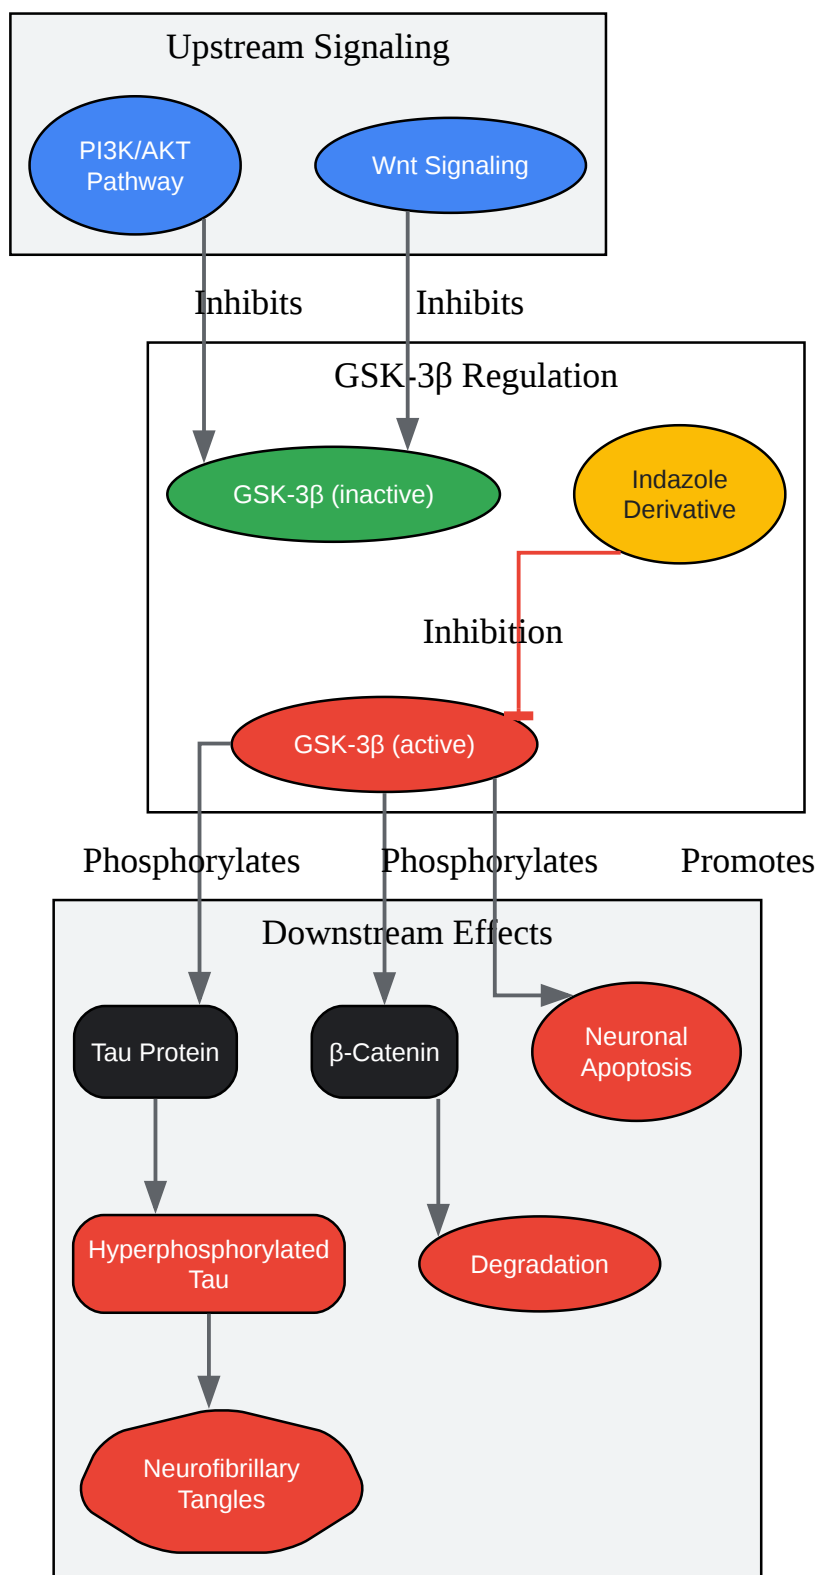 Upstream Signaling
PI3K/AKT
Pathway
Wnt Signaling
Inhibits
Inhibits
GSK-3β Regulation
GSK-3β (inactive)
Indazole
Derivative
Inhibition
GSK-3β (active)
Phosphorylates
Phosphorylates
Promotes
Downstream Effects
Tau Protein
β-Catenin
Neuronal
Apoptosis
Hyperphosphorylated
Tau
Degradation
Neurofibrillary
Tangles